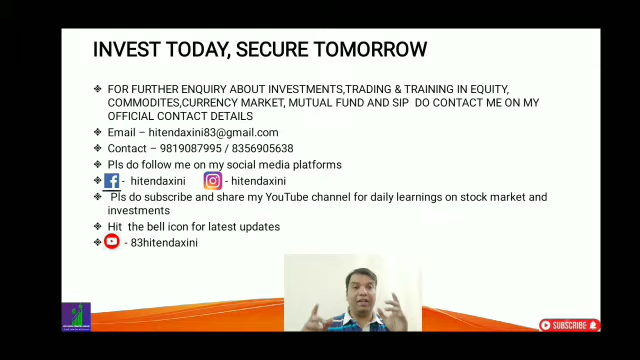 INVEST TODAY, SECURE TOMORROW
FOR FURTHER ENQUIRY ABOUT INVESTMENTS,TRADING & TRAINING IN EQUITY,
COMMODITES,CURRENCY MARKET, MUTUAL FUND AND SIP DO CONTACT ME ON MY
OFFICIAL CONTACT DETAILS
Email – hitendaxini83@gmail.com
Contact – 9819087995 / 8356905638
Pls do follow me on my social media platforms
- hitendaxini - hitendaxini
Pls do subscribe and share my YouTube channel for daily learnings on stock market and
investments
Hit the bell icon for latest updates
- 83hitendaxini
SUBSCRIBE